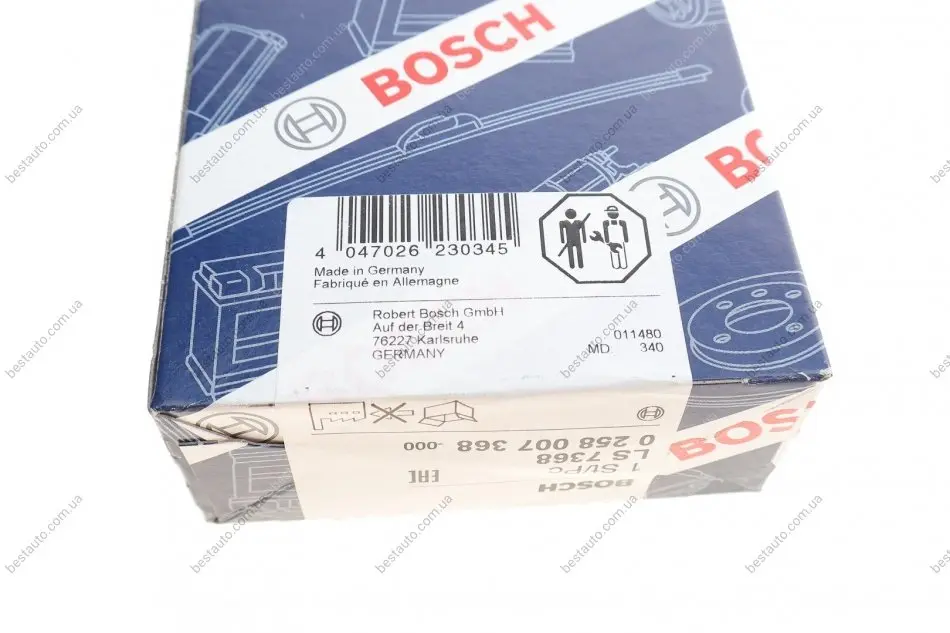 BOSCH
BOSCH
4 047026 230345
Made in Germany
Fabriqué en Allemagne
Robert Bosch GmbH
Auf der Breit 4
76227 Karlsruhe
GERMANY
011480
MD. 340
BOSCH
1 St/Pc
LS 7368
0 258 007 368 -000
EAC
BOSCH
bestauto.com.ua